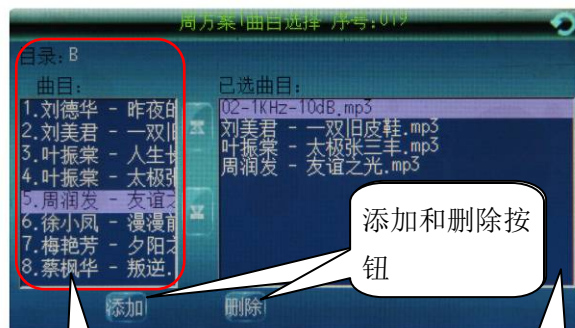 周方案1曲目选择 序号:019
目录:B
曲目:
1.刘德华 - 昨夜的
2.刘美君 - 一双旧
3.叶振棠 - 人生
4.叶振棠 - 太极张
5.周润发 - 友谊之
6.徐小凤 - 漫漫前
7.梅艳芳 - 夕阳之
8.蔡枫华 - 叛逆.
已选曲目:
02-1KHz-10dB.mp3
刘美君 - 一双旧皮鞋.mp3
叶振棠 - 太极张三丰.mp3
周润发 - 友谊之光.mp3
添加
删除
添加和删除按
钮